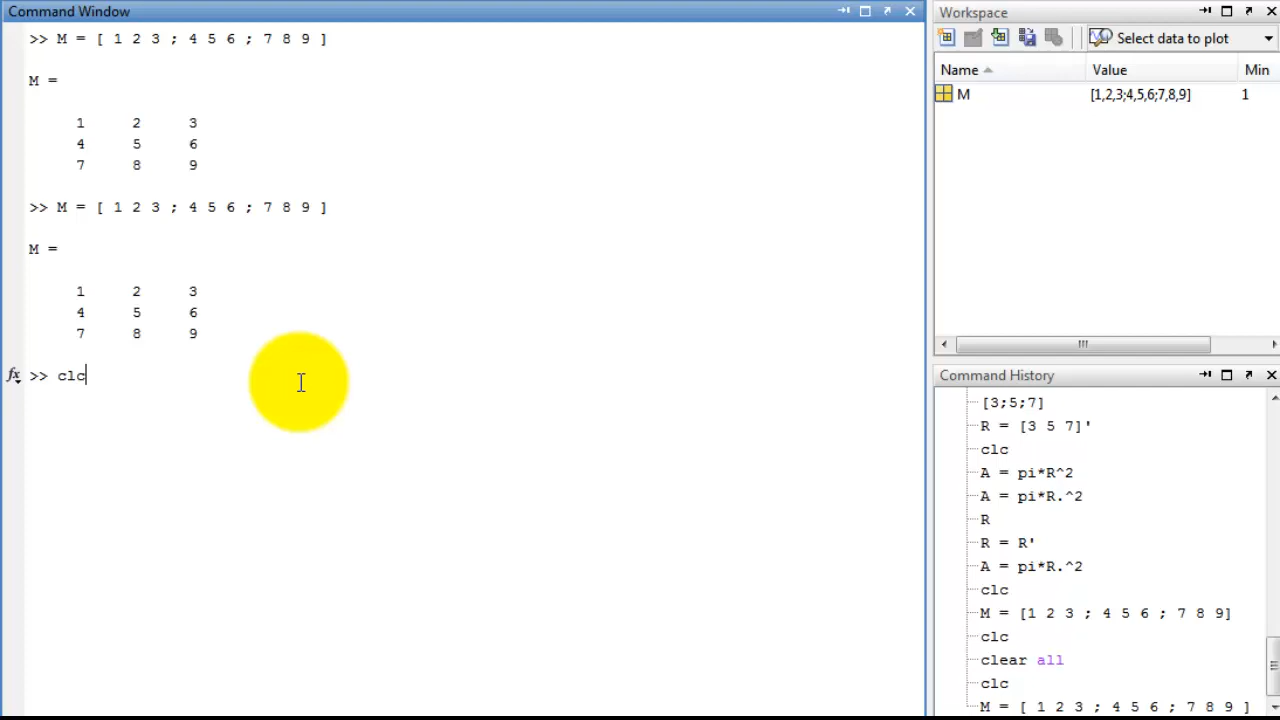 Command Window
>> M = [ 1 2 3 ; 4 5 6 ; 7 8 9 ]
M =
1 2 3
4 5 6
7 8 9
>> M = [ 1 2 3 ; 4 5 6 ; 7 8 9 ]
M =
1 2 3
4 5 6
7 8 9
fx >> clc
Workspace
Select data to plot
Name Value Min
M [1,2,3;4,5,6;7,8,9] 1
Command History
[3;5;7]
R = [3 5 7]'
clc
A = pi*R^2
A = pi*R.^2
R
R = R'
A = pi*R.^2
clc
M = [1 2 3 ; 4 5 6 ; 7 8 9]
clc
clear all
clc
M = [ 1 2 3 ; 4 5 6 ; 7 8 9 ]